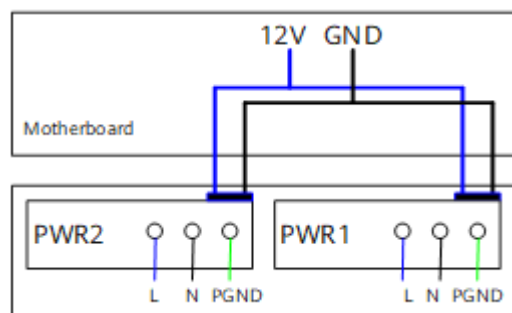 12V GND
Motherboard
PWR2 PWR1
L N PGND L N PGND